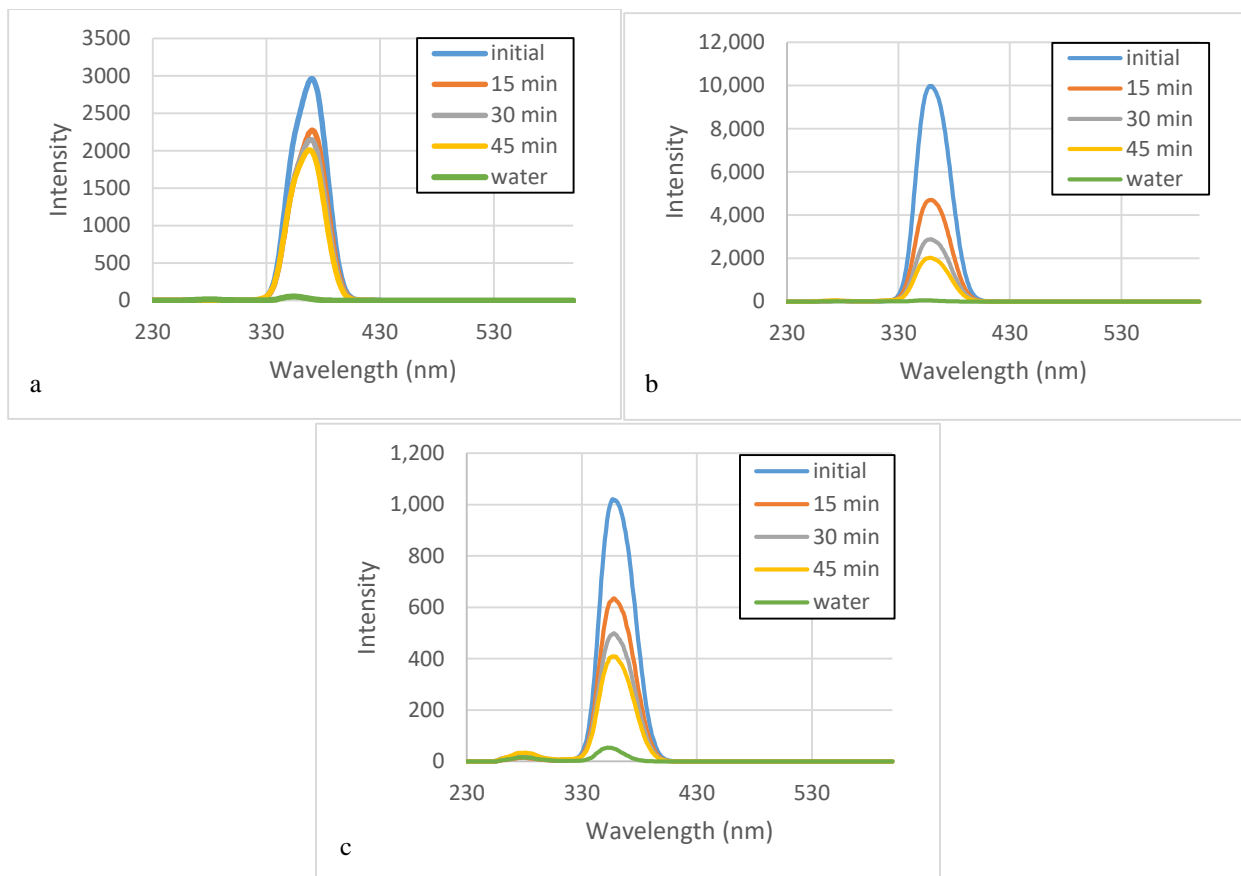 3500
3000
2500
2000
1500
1000
500
0
Intensity
230 330 430 530
Wavelength (nm)
initial
15 min
30 min
45 min
water
a
12,000
10,000
8,000
6,000
4,000
2,000
0
Intensity
230 330 430 530
Wavelength (nm)
initial
15 min
30 min
45 min
water
b
1,200
1,000
800
600
400
200
0
Intensity
230 330 430 530
Wavelength (nm)
initial
15 min
30 min
45 min
water
c